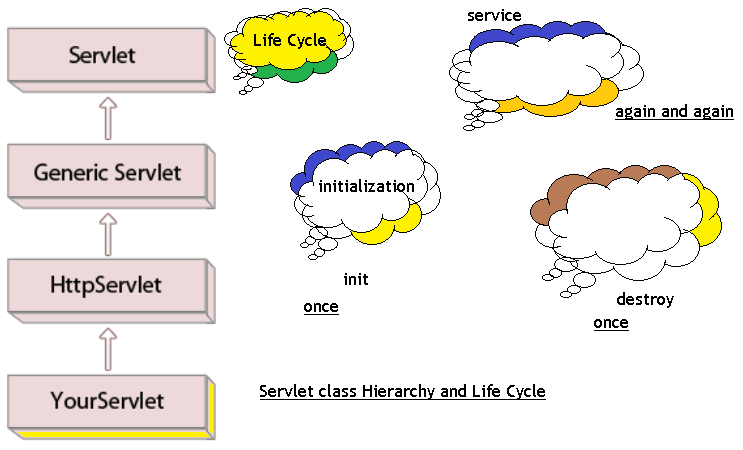 Servlet
Generic Servlet
HttpServlet
YourServlet
Life Cycle
service
again and again
initialization
init
once
destroy
once
Servlet class Hierarchy and Life Cycle